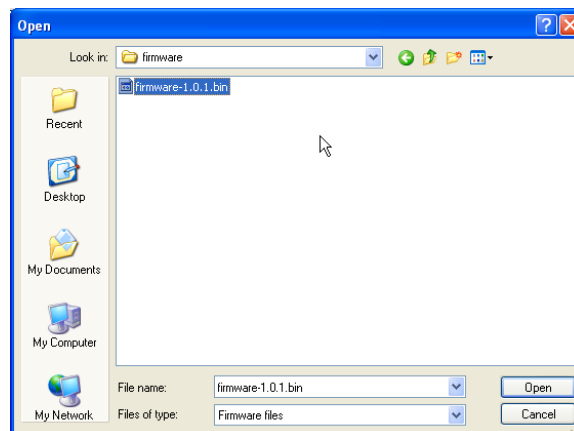 Open
Look in:
firmware
firmware-1.0.1.bin
Recent
Desktop
My Documents
My Computer
My Network
File name:
firmware-1.0.1.bin
Open
Files of type:
Firmware files
Cancel